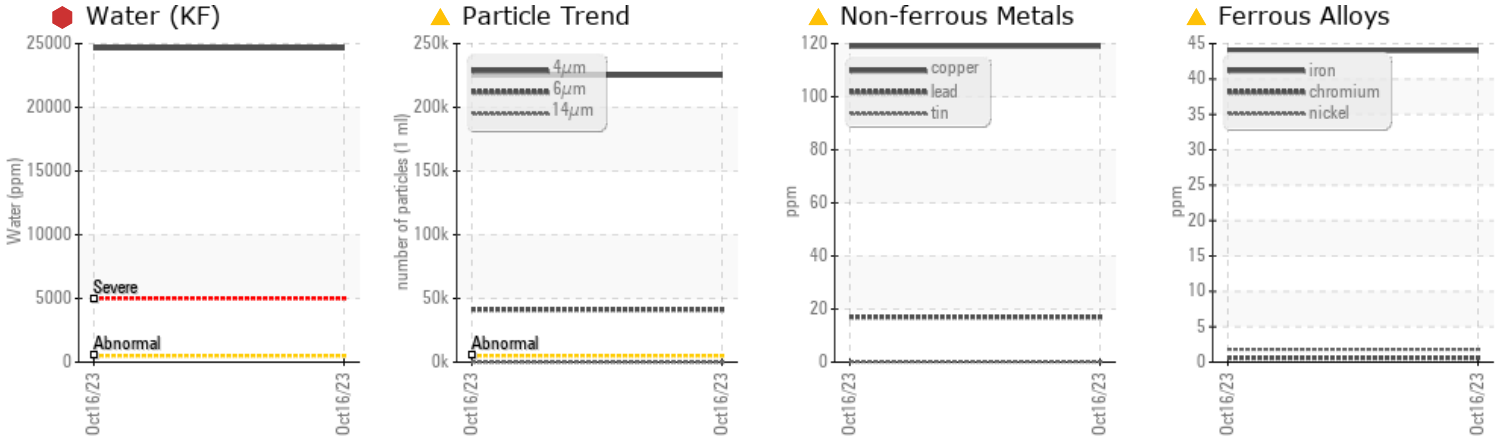 Water (KF)
Water (ppm)
25000
20000
15000
10000
5000
0
Severe
Abnormal
Oct16/23
Oct16/23
Particle Trend
number of particles (1 ml)
250k
200k
150k
100k
50k
0k
4µm
6µm
14µm
Abnormal
Oct16/23
Oct16/23
Non-ferrous Metals
ppm
120
100
80
60
40
20
0
copper
lead
tin
Oct16/23
Oct16/23
Ferrous Alloys
ppm
45
40
35
30
25
20
15
10
5
0
iron
chromium
nickel
Oct16/23
Oct16/23